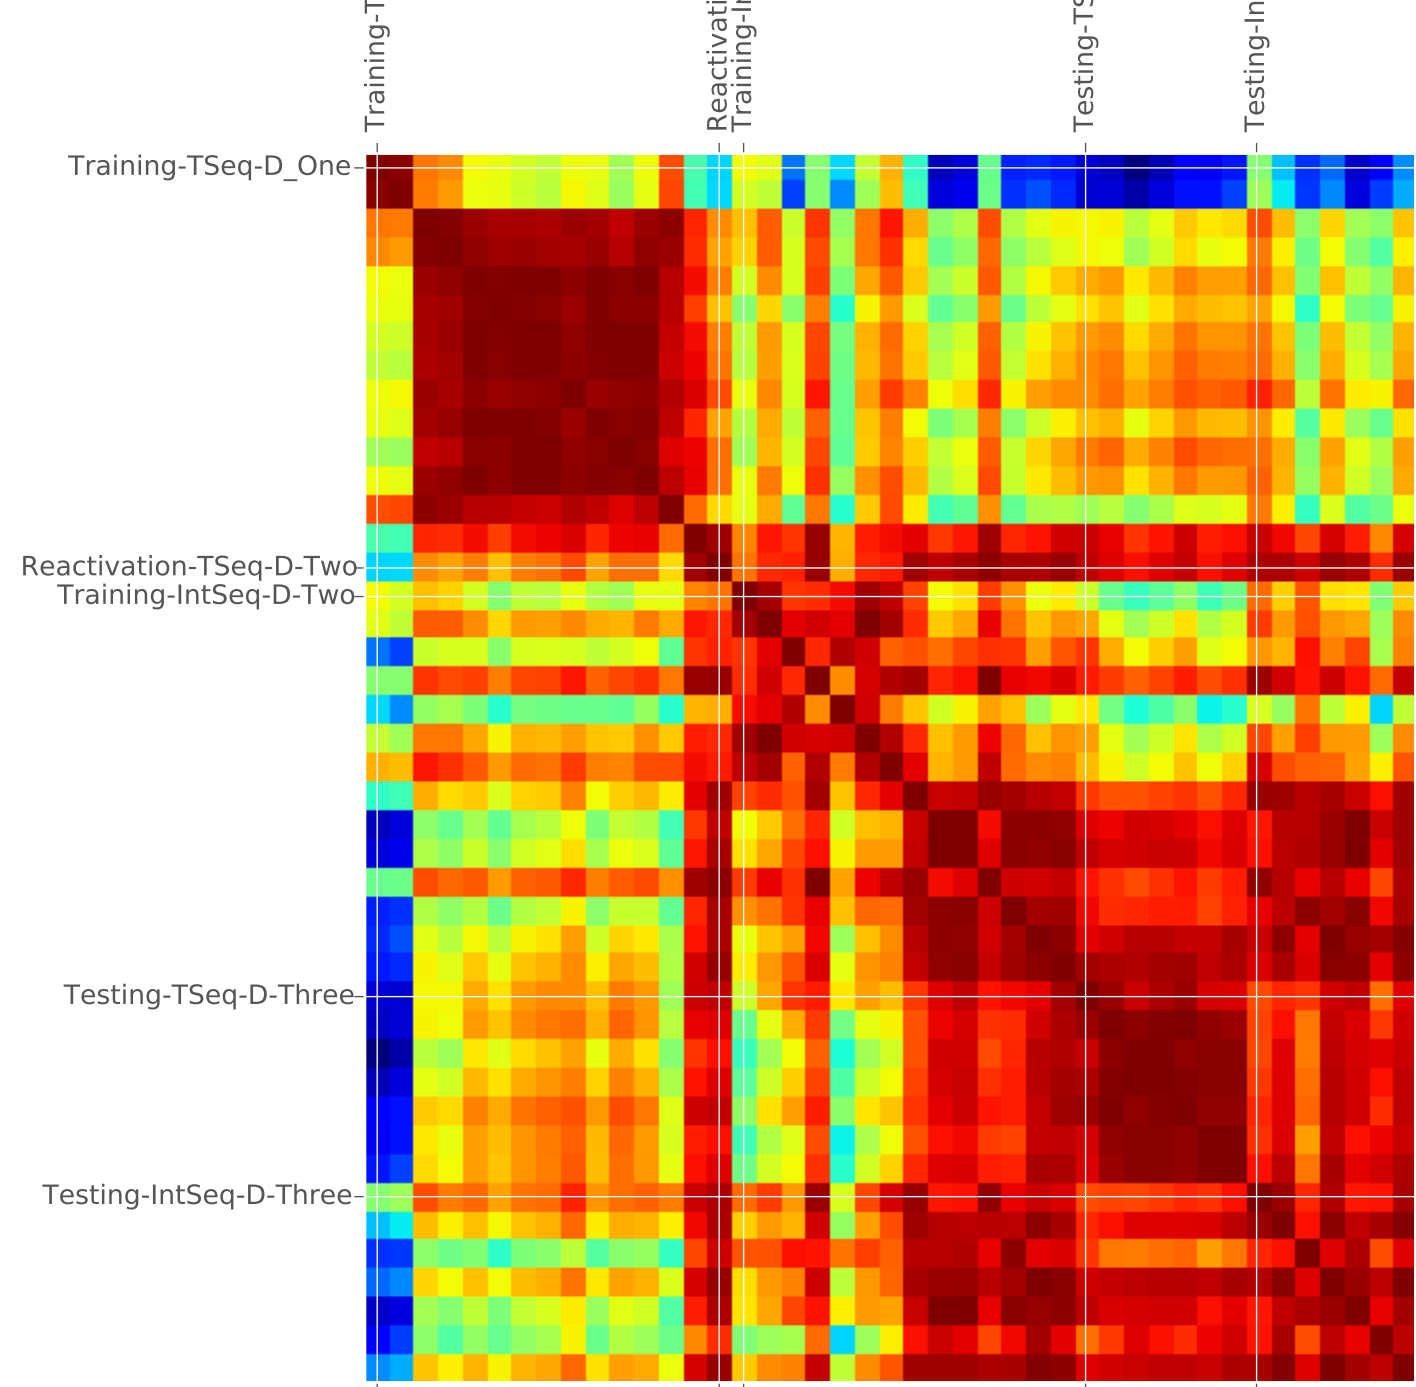 Training-T
Reactivati
Training-I
Testing-TS
Testing-In
Training-TSeq-D_One
Reactivation-TSeq-D-Two
Training-IntSeq-D-Two
Testing-TSeq-D-Three
Testing-IntSeq-D-Three